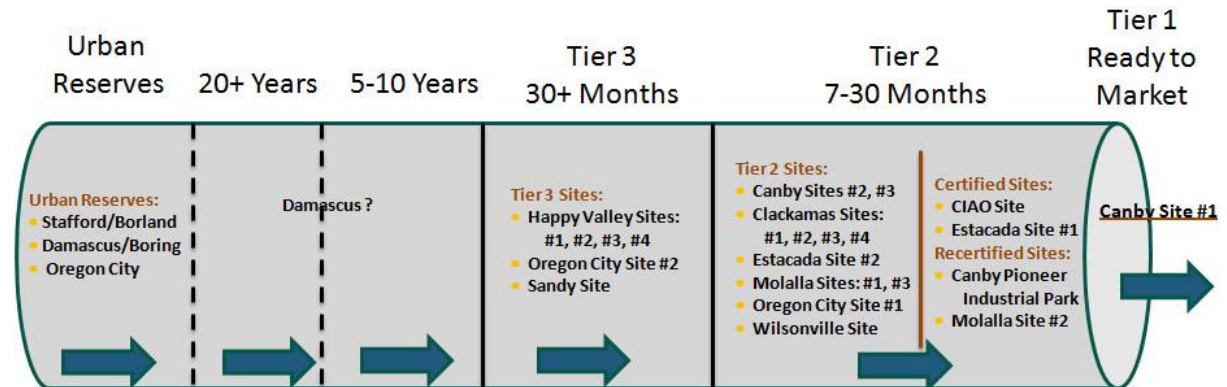 Urban
Reserves
20+ Years
5-10 Years
Tier 3
30+ Months
Tier 2
7-30 Months
Tier 1
Ready to
Market
Urban Reserves:
Stafford/Borland
Damascus/Boring
Oregon City
Damascus ?
Tier 3 Sites:
Happy Valley Sites:
#1, #2, #3, #4
Oregon City Site #2
Sandy Site
Tier 2 Sites:
Canby Sites #2, #3
Clackamas Sites:
#1, #2, #3, #4
Estacada Site #2
Molalla Sites: #1, #3
Oregon City Site #1
Wilsonville Site
Certified Sites:
CIAO Site
Estacada Site #1
Recertified Sites:
Canby Pioneer
Industrial Park
Molalla Site #2
Canby Site #1